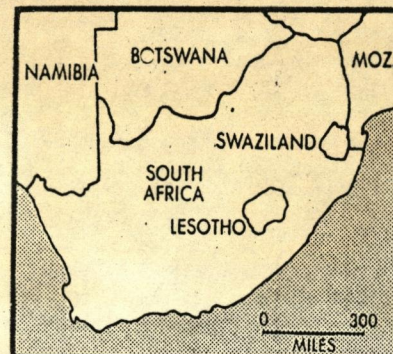 BOTSWANA
NAMIBIA
MOZ
SWAZILAND
SOUTH
AFRICA
LESOTHO
0 300
MILES